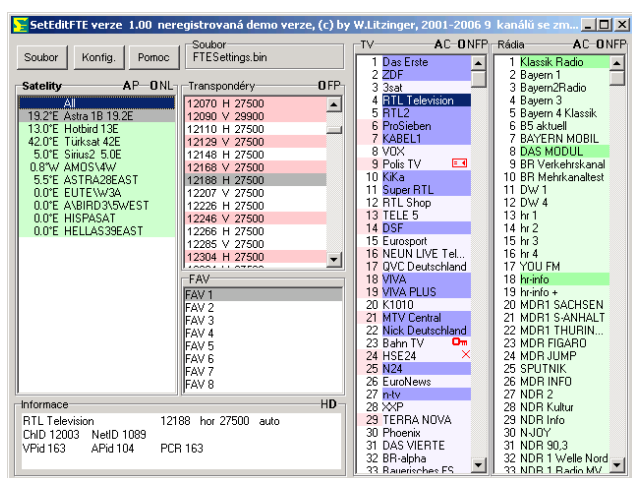 SetEditFTE verze 1.00 neregistrovaná demo verze, (c) by W.Litzinger, 2001-2006 9 kanálů se zm...
Soubor Konfig. Pomoc
Soubor
FTESettings.bin
Satelity AP ONL
All
19.2°E Astra 1B 19.2E
13.0°E Hotbird 13E
42.0°E Türksat 42E
5.0°E Sirius2 5.0E
0.8°W AMOS\4W
5.5°E ASTRA28EAST
0.0°E EUTE\W3A
0.0°E A\BIRD3\5WEST
0.0°E HISPASAT
0.0°E HELLAS39EAST
Transpondéry OFP
12070 H 27500
12090 V 29900
12110 H 27500
12129 V 27500
12148 H 27500
12168 V 27500
12188 H 27500
12207 V 27500
12226 H 27500
12246 V 27500
12266 H 27500
12285 V 27500
12304 H 27500
FAV
FAV 1
FAV 2
FAV 3
FAV 4
FAV 5
FAV 6
FAV 7
FAV 8
Informace HD
RTL Television 12188 hor 27500 auto
ChID 12003 NetID 1089
VPid 163 APid 104 PCR 163
TV AC ONFP
1 Das Erste
2 ZDF
3 3sat
4 RTL Television
5 RTL2
6 ProSieben
7 KABEL1
8 VOX
9 Polis TV
10 KiKa
11 Super RTL
12 RTL Shop
13 TELE 5
14 DSF
15 Eurosport
16 NEUN LIVE Tel...
17 QVC Deutschland
18 VIVA
19 VIVA PLUS
20 K1010
21 MTV Central
22 Nick Deutschland
23 Bahn TV
24 HSE24
25 N24
26 EuroNews
27 n-tv
28 XXP
29 TERRA NOVA
30 Phoenix
31 DAS VIERTE
32 BR-alpha
33 Bayerisches FS
Rádia AC ONFP
1 Klassik Radio
2 Bayern 1
3 Bayern2Radio
4 Bayern 3
5 Bayern 4 Klassik
6 B5 aktuell
7 BAYERN MOBIL
8 DAS MODUL
9 BR Verkehrskanal
10 BR Mehrkanaltest
11 DW 1
12 DW 4
13 hr 1
14 hr 2
15 hr 3
16 hr 4
17 YOU FM
18 hr-info
19 hr-info +
20 MDR1 SACHSEN
21 MDR1 S-ANHALT
22 MDR1 THURIN...
23 MDR FIGARO
24 MDR JUMP
25 SPUTNIK
26 MDR INFO
27 NDR 2
28 NDR Kultur
29 NDR Info
30 N-JOY
31 NDR 90,3
32 NDR 1 Welle Nord
33 NDR 1 Radio MV